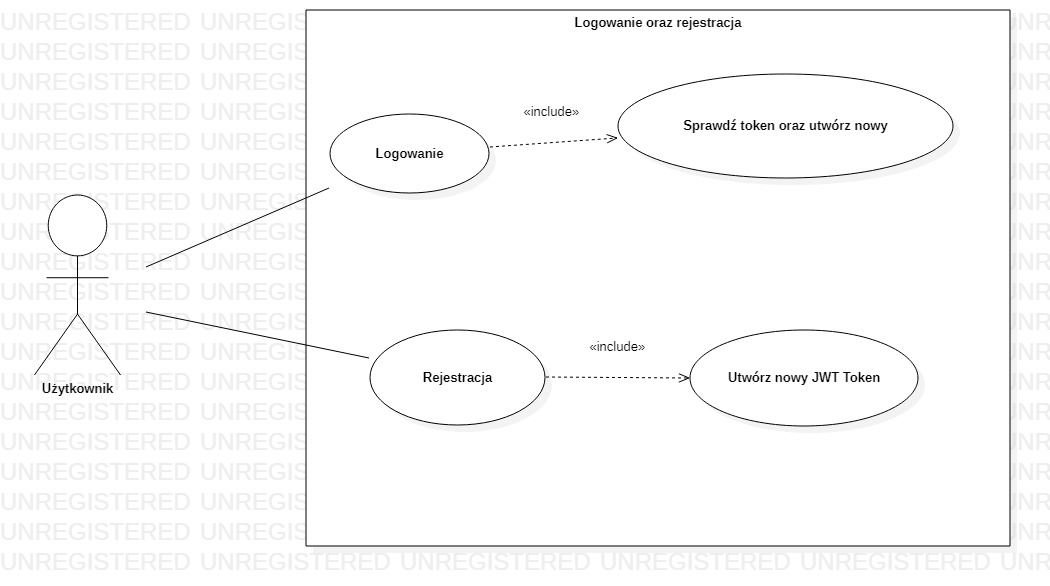 Logowanie oraz rejestracja
«include»
Sprawdź token oraz utwórz nowy
Logowanie
«include»
Rejestracja
Utwórz nowy JWT Token
Użytkownik
UNREGISTERED UNREGISTERED UNREGISTERED UNREGISTERED UNREGISTERED